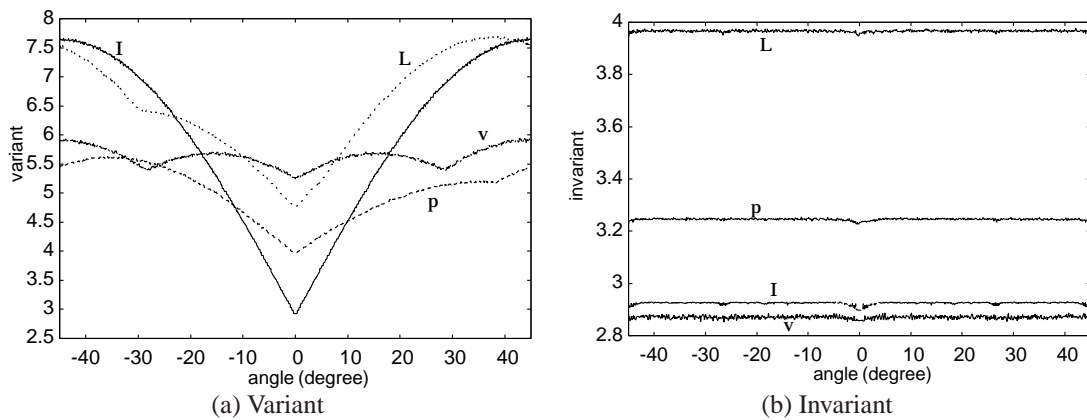 8
7.5
7
6.5
6
5.5
5
4.5
4
3.5
3
2.5
variant
I
L
v
p
-40 -30 -20 -10 0 10 20 30 40
angle (degree)
(a) Variant
4
3.8
3.6
3.4
3.2
3
2.8
invariant
L
p
I
v
-40 -30 -20 -10 0 10 20 30 40
angle (degree)
(b) Invariant